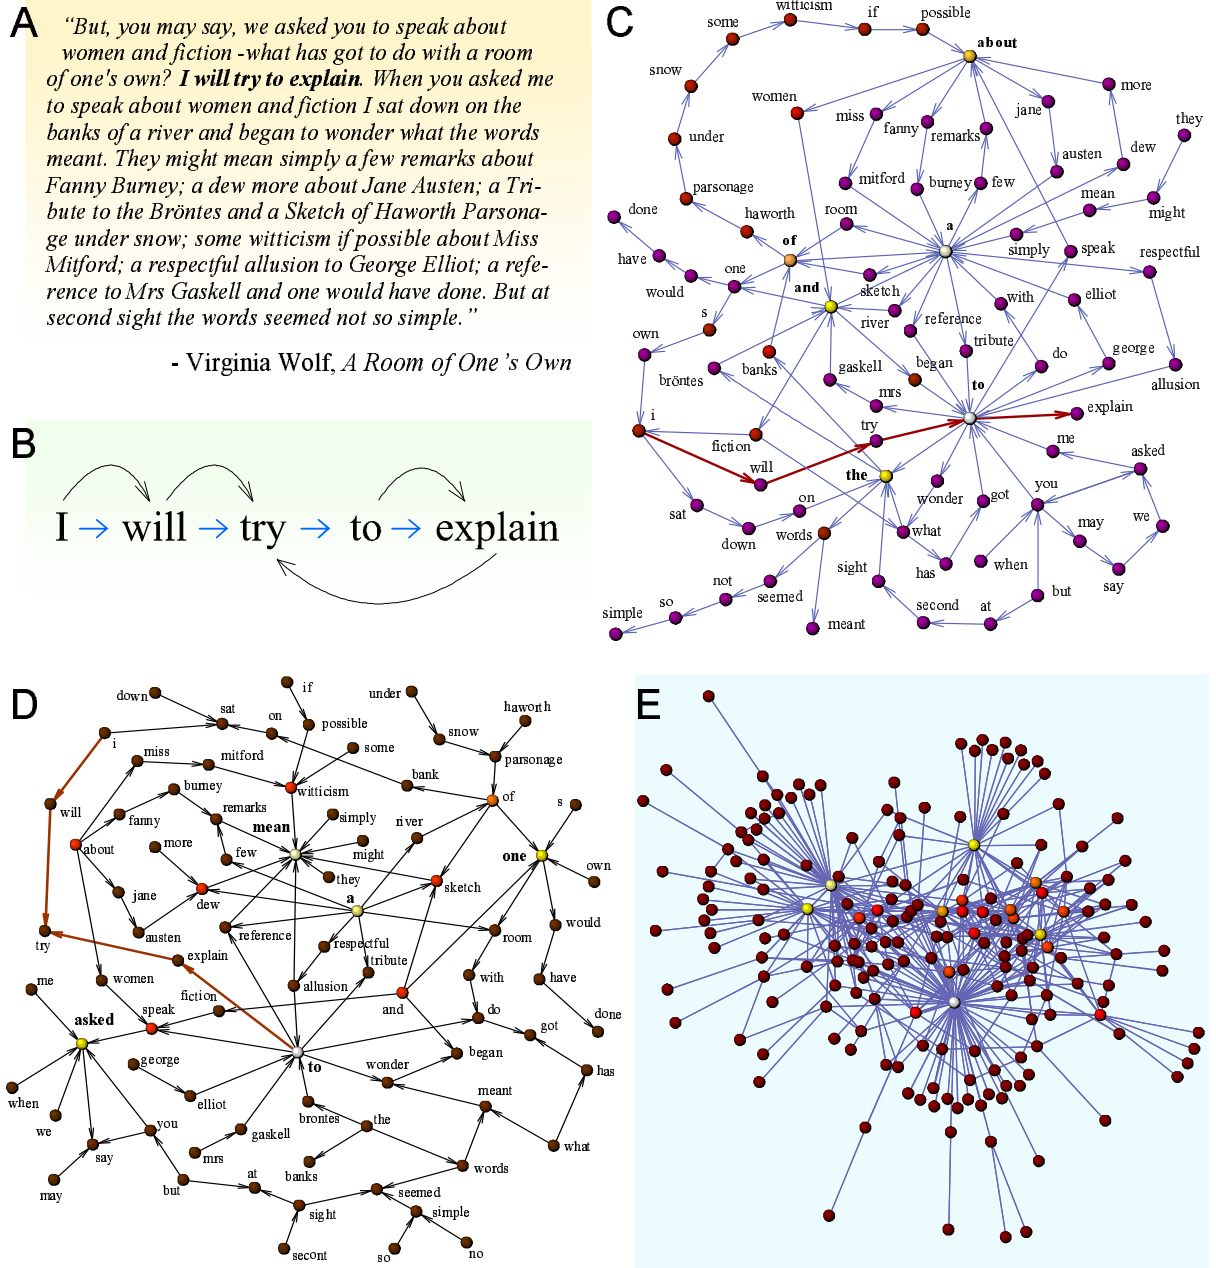 A
“But, you may say, we asked you to speak about
women and fiction -what has got to do with a room
of one's own? I will try to explain. When you asked me
to speak about women and fiction I sat down on the
banks of a river and began to wonder what the words
meant. They might mean simply a few remarks about
Fanny Burney; a dew more about Jane Austen; a Tri-
bute to the Bröntes and a Sketch of Haworth Parsona-
ge under snow; some witticism if possible about Miss
Mitford; a respectful allusion to George Elliot; a refe-
rence to Mrs Gaskell and one would have done. But at
second sight the words seemed not so simple.”
- Virginia Wolf, A Room of One ’s Own
B
I → will → try → to → explain
C
witticism
if
possible
some
about
snow
women
miss
fanny
remarks
jane
more
they
under
austen
dew
parsonage
mitford
burney
few
mean
might
done
haworth
room
a
simply
speak
respectful
of
have
one
would
and
sketch
with
elliot
s
river
reference
tribute
own
banks
gaskell
began
do
george
allusion
bröntes
mrs
to
i
fiction
try
explain
will
the
me
asked
sat
on
wonder
got
you
down
words
what
may
we
has
when
say
sight
not
seemed
but
simple
so
second
at
meant
D
down
if
under
haworth
sat
on
possible
i
miss
mitford
some
snow
parsonage
burney
witticism
bank
of
s
will
fanny
remarks
simply
river
mean
more
about
few
might
one
they
own
jane
dew
a
sketch
austen
reference
respectful
room
would
try
explain
tribute
me
women
fiction
allusion
with
have
asked
speak
and
do
got
done
george
to
wonder
began
has
when
elliot
meant
we
you
brontes
the
gaskell
what
say
mrs
banks
words
may
but
at
seemed
sight
simple
secont
so
no
E